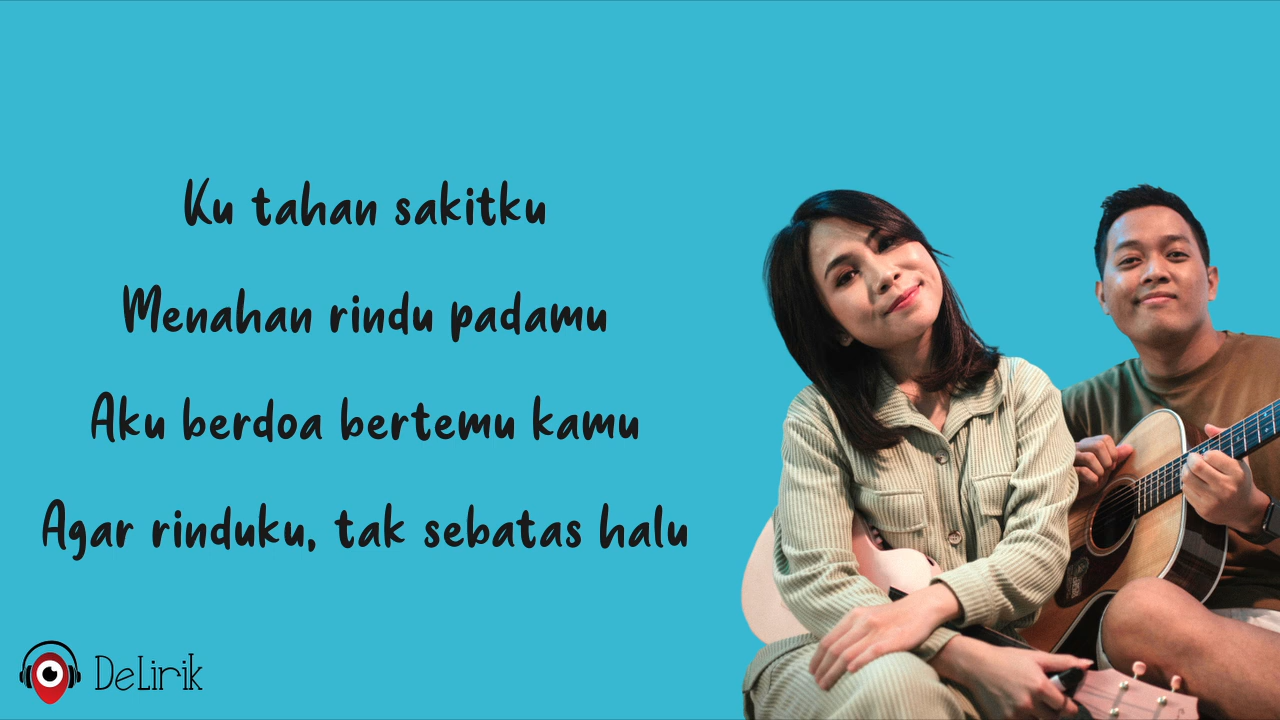 Ku tahan sakitku
Menahan rindu padamu
Aku berdoa bertemu kamu
Agar rinduku, tak sebatas halu
DeLirik